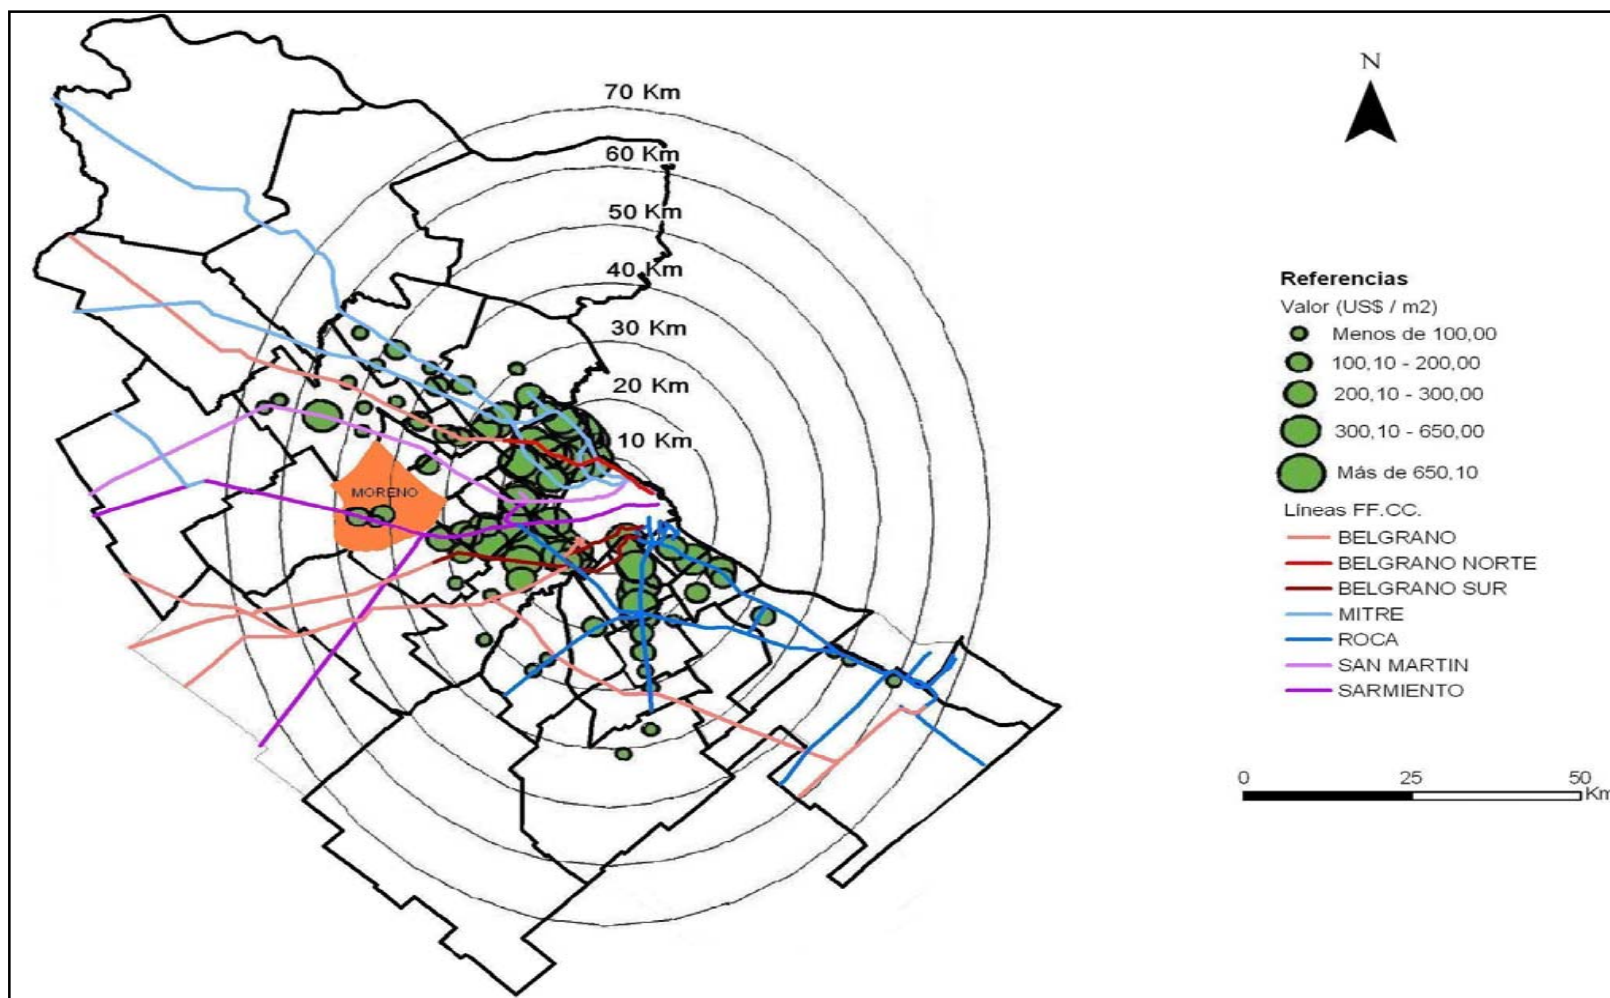 N
70 Km
60 Km
50 Km
40 Km
30 Km
20 Km
10 Km
MORENO
Referencias
Valor (US$ / m2)
Menos de 100,00
100,10 - 200,00
200,10 - 300,00
300,10 - 650,00
Más de 650,10
Líneas FF.CC.
BELGRANO
BELGRANO NORTE
BELGRANO SUR
MITRE
ROCA
SAN MARTIN
SARMIENTO
0 25 50
Km